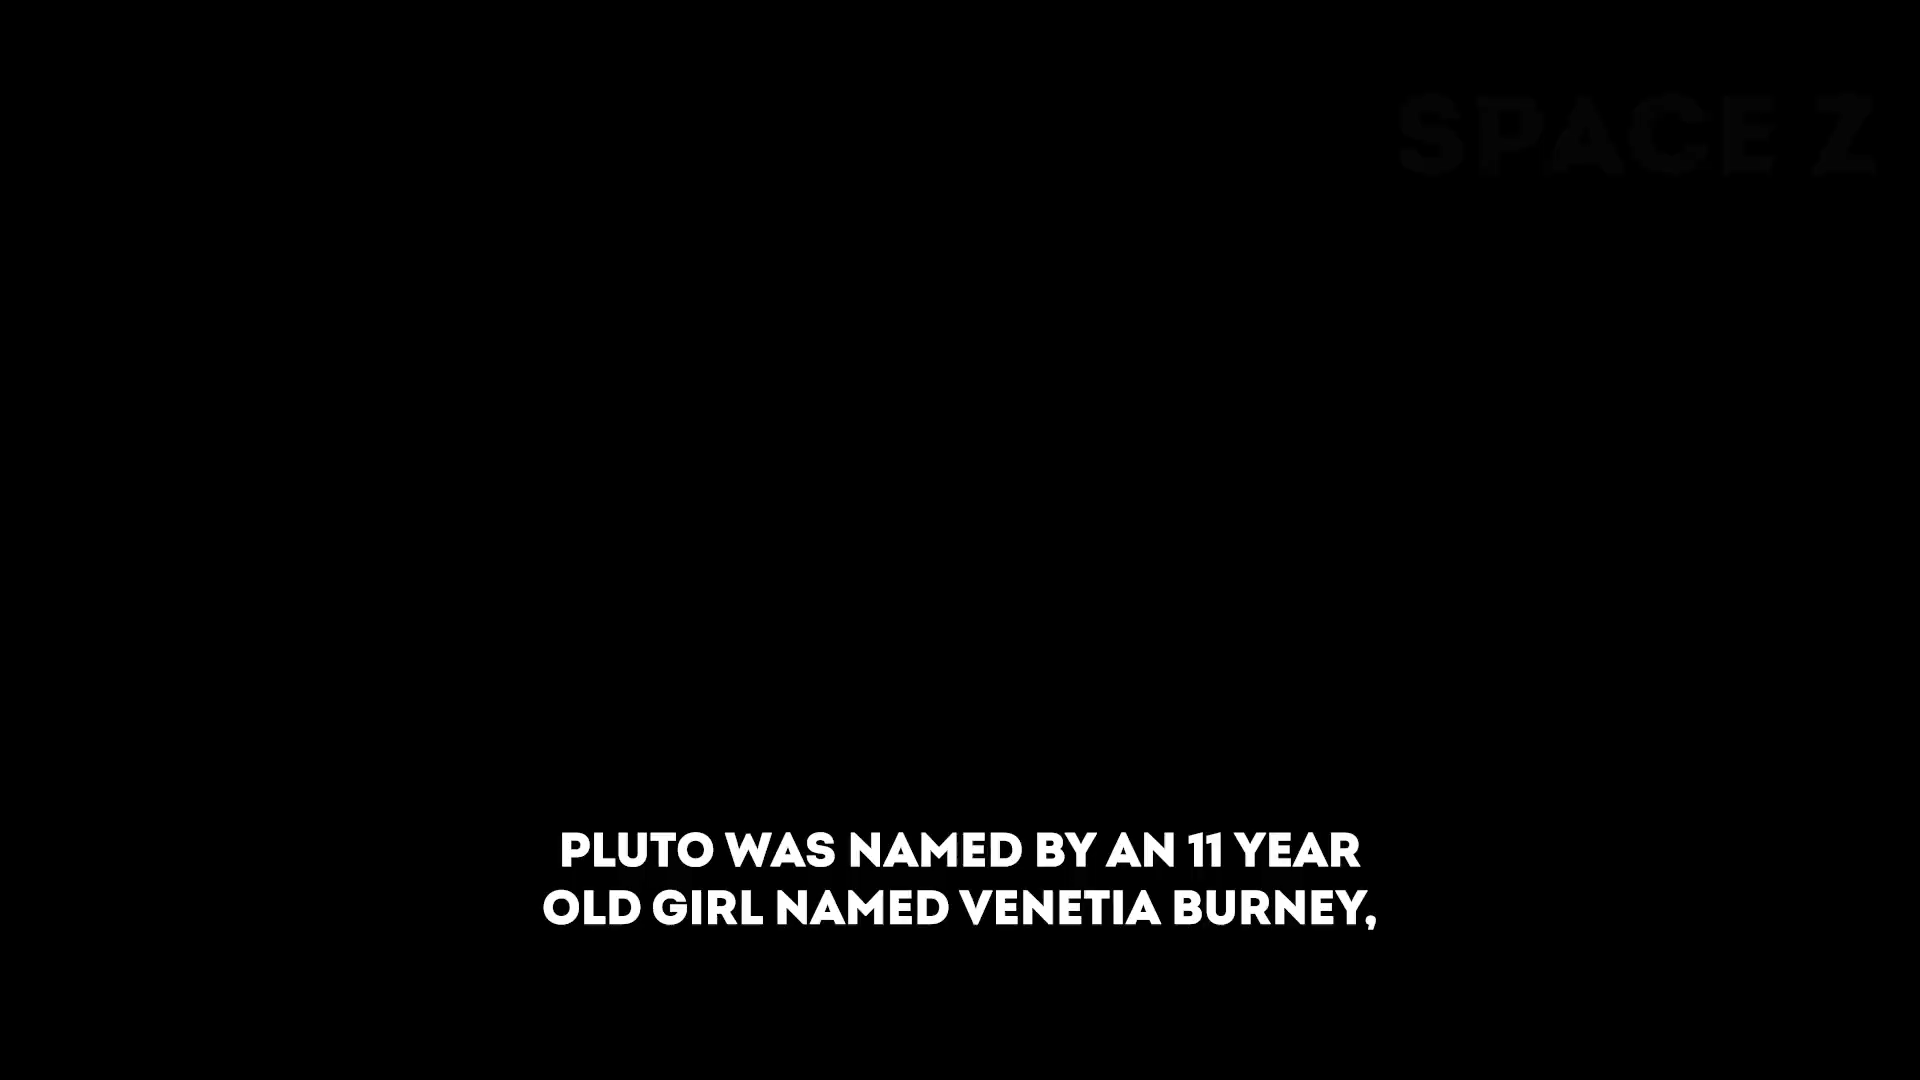 SPACE Z
PLUTO WAS NAMED BY AN 11 YEAR
OLD GIRL NAMED VENETIA BURNEY,